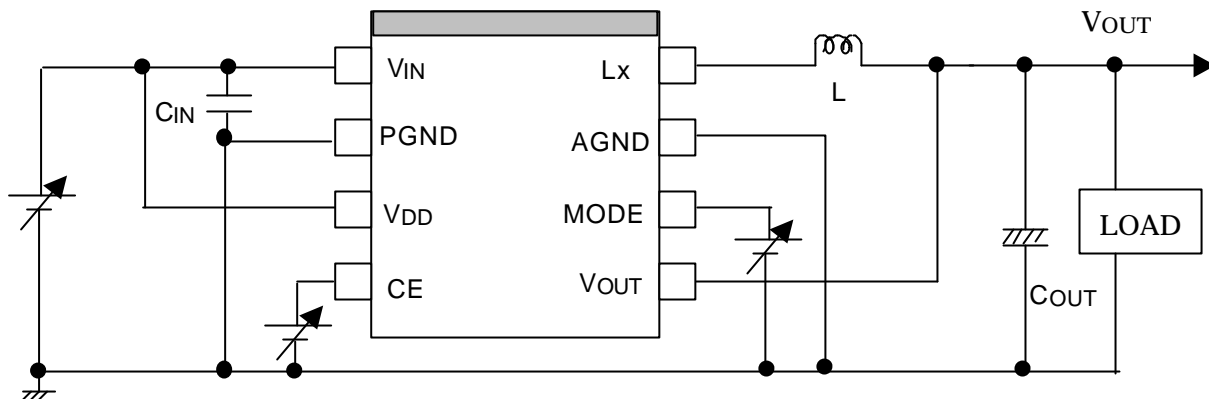 VOUT
VIN
Lx
L
CIN
PGND
AGND
VDD
MODE
LOAD
CE
VOUT
COUT